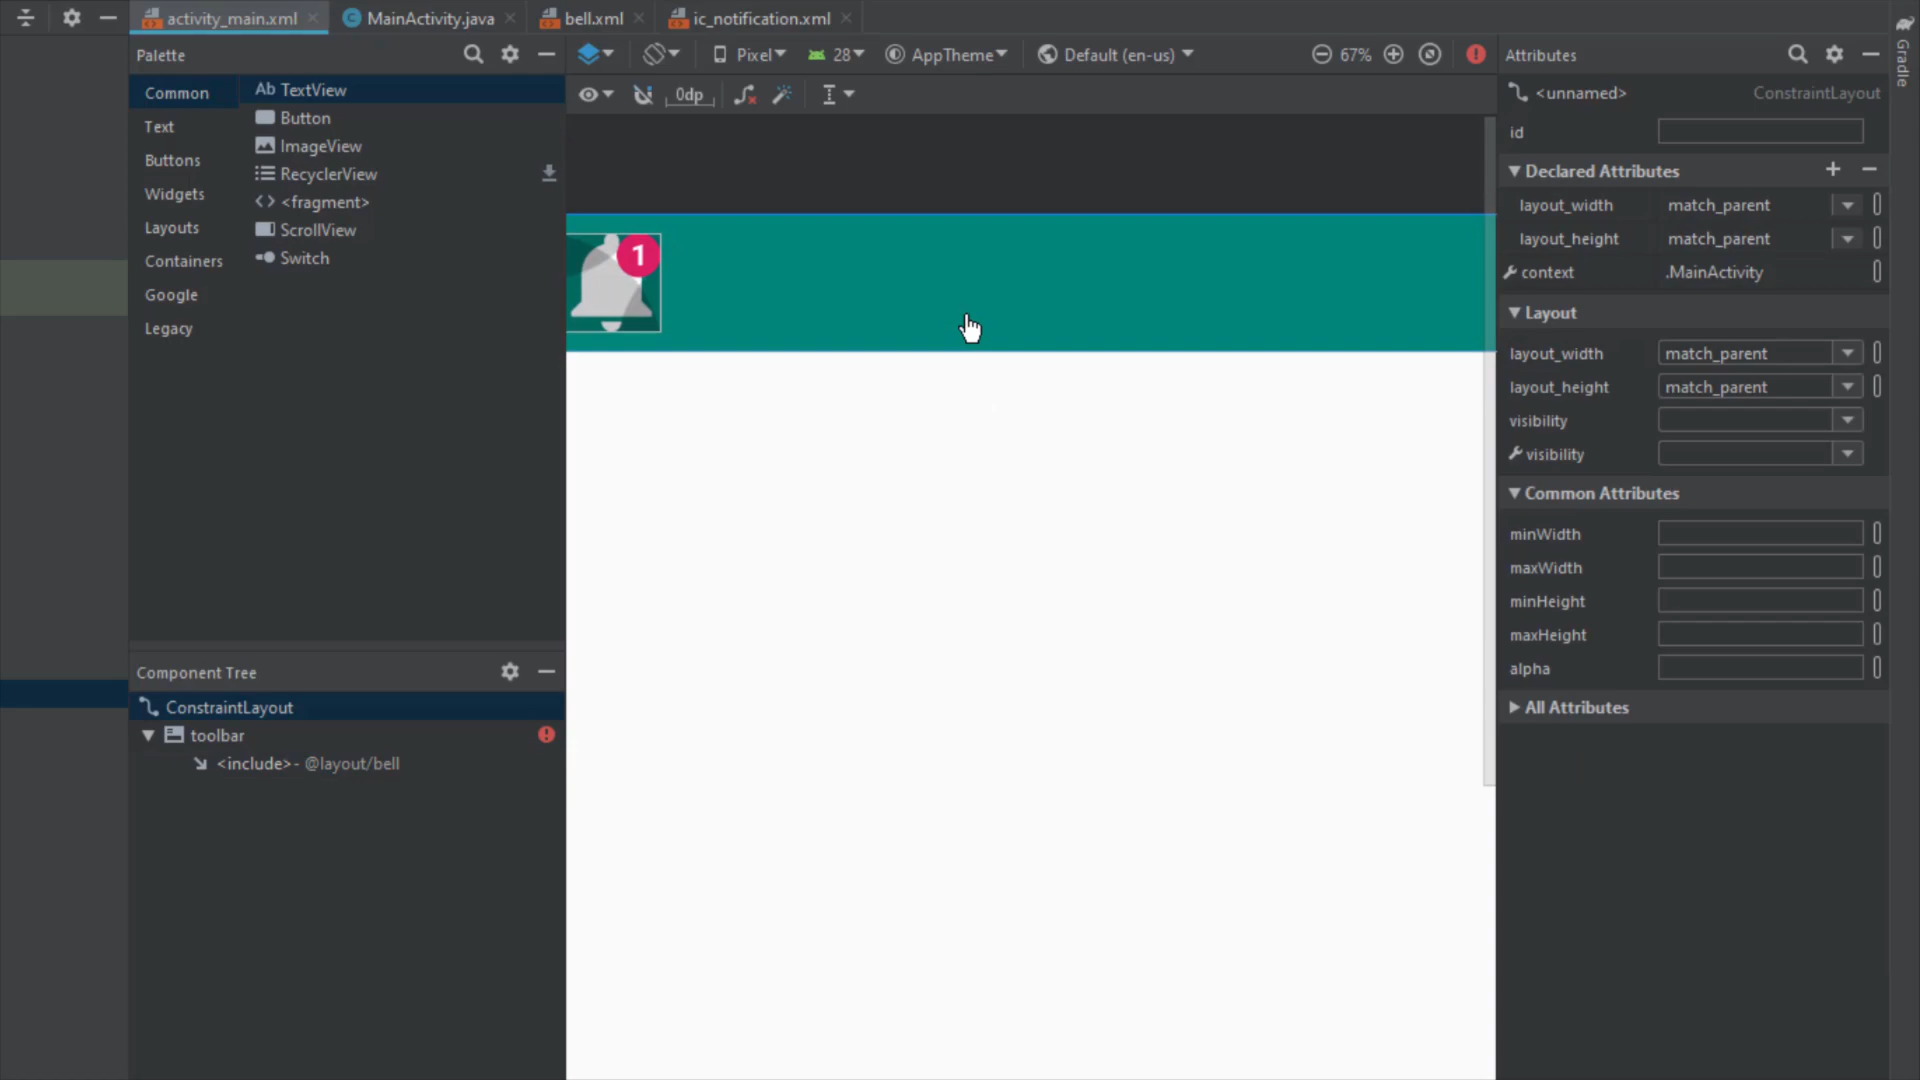 activity_main.xml
MainActivity.java
bell.xml
ic_notification.xml
Palette
Pixel
28
AppTheme
Default (en-us)
67%
Attributes
Gradle
Common
Text
Buttons
Widgets
Layouts
Containers
Google
Legacy
Ab TextView
Button
ImageView
RecyclerView
<fragment>
ScrollView
Switch
0dp
1
<unnamed>
ConstraintLayout
id
Declared Attributes
layout_width
match_parent
layout_height
match_parent
context
.MainActivity
Layout
layout_width
match_parent
layout_height
match_parent
visibility
visibility
Common Attributes
minWidth
maxWidth
minHeight
maxHeight
alpha
All Attributes
Component Tree
ConstraintLayout
toolbar
<include> - @layout/bell